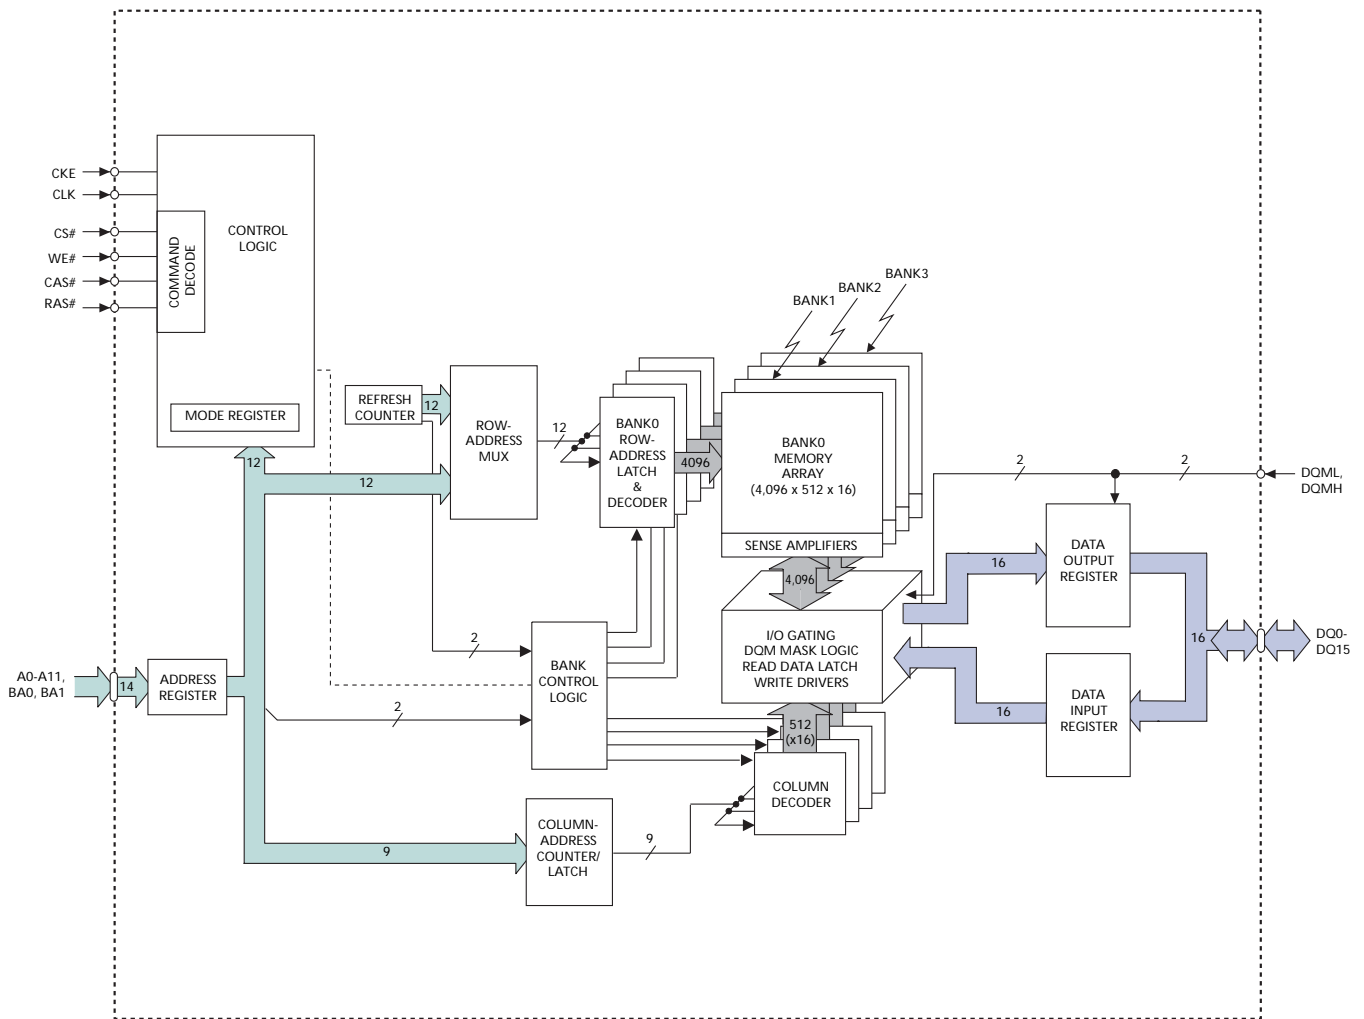 CKE
CLK
CS#
WE#
CAS#
RAS#
COMMAND
DECODE
CONTROL
LOGIC
MODE REGISTER
12
12
REFRESH
COUNTER
12
ROW-
ADDRESS
MUX
12
BANK0
ROW-
ADDRESS
LATCH
&
DECODER
4096
BANK1
BANK2
BANK3
BANK0
MEMORY
ARRAY
(4,096 x 512 x 16)
SENSE AMPLIFIERS
4,096
I/O GATING
DQM MASK LOGIC
READ DATA LATCH
WRITE DRIVERS
512
(x16)
COLUMN
DECODER
2
2
DQML,
DQMH
DATA
OUTPUT
REGISTER
16
16
DQ0-
DQ15
DATA
INPUT
REGISTER
16
A0-A11,
BA0, BA1
14
ADDRESS
REGISTER
2
2
BANK
CONTROL
LOGIC
9
COLUMN-
ADDRESS
COUNTER/
LATCH
9